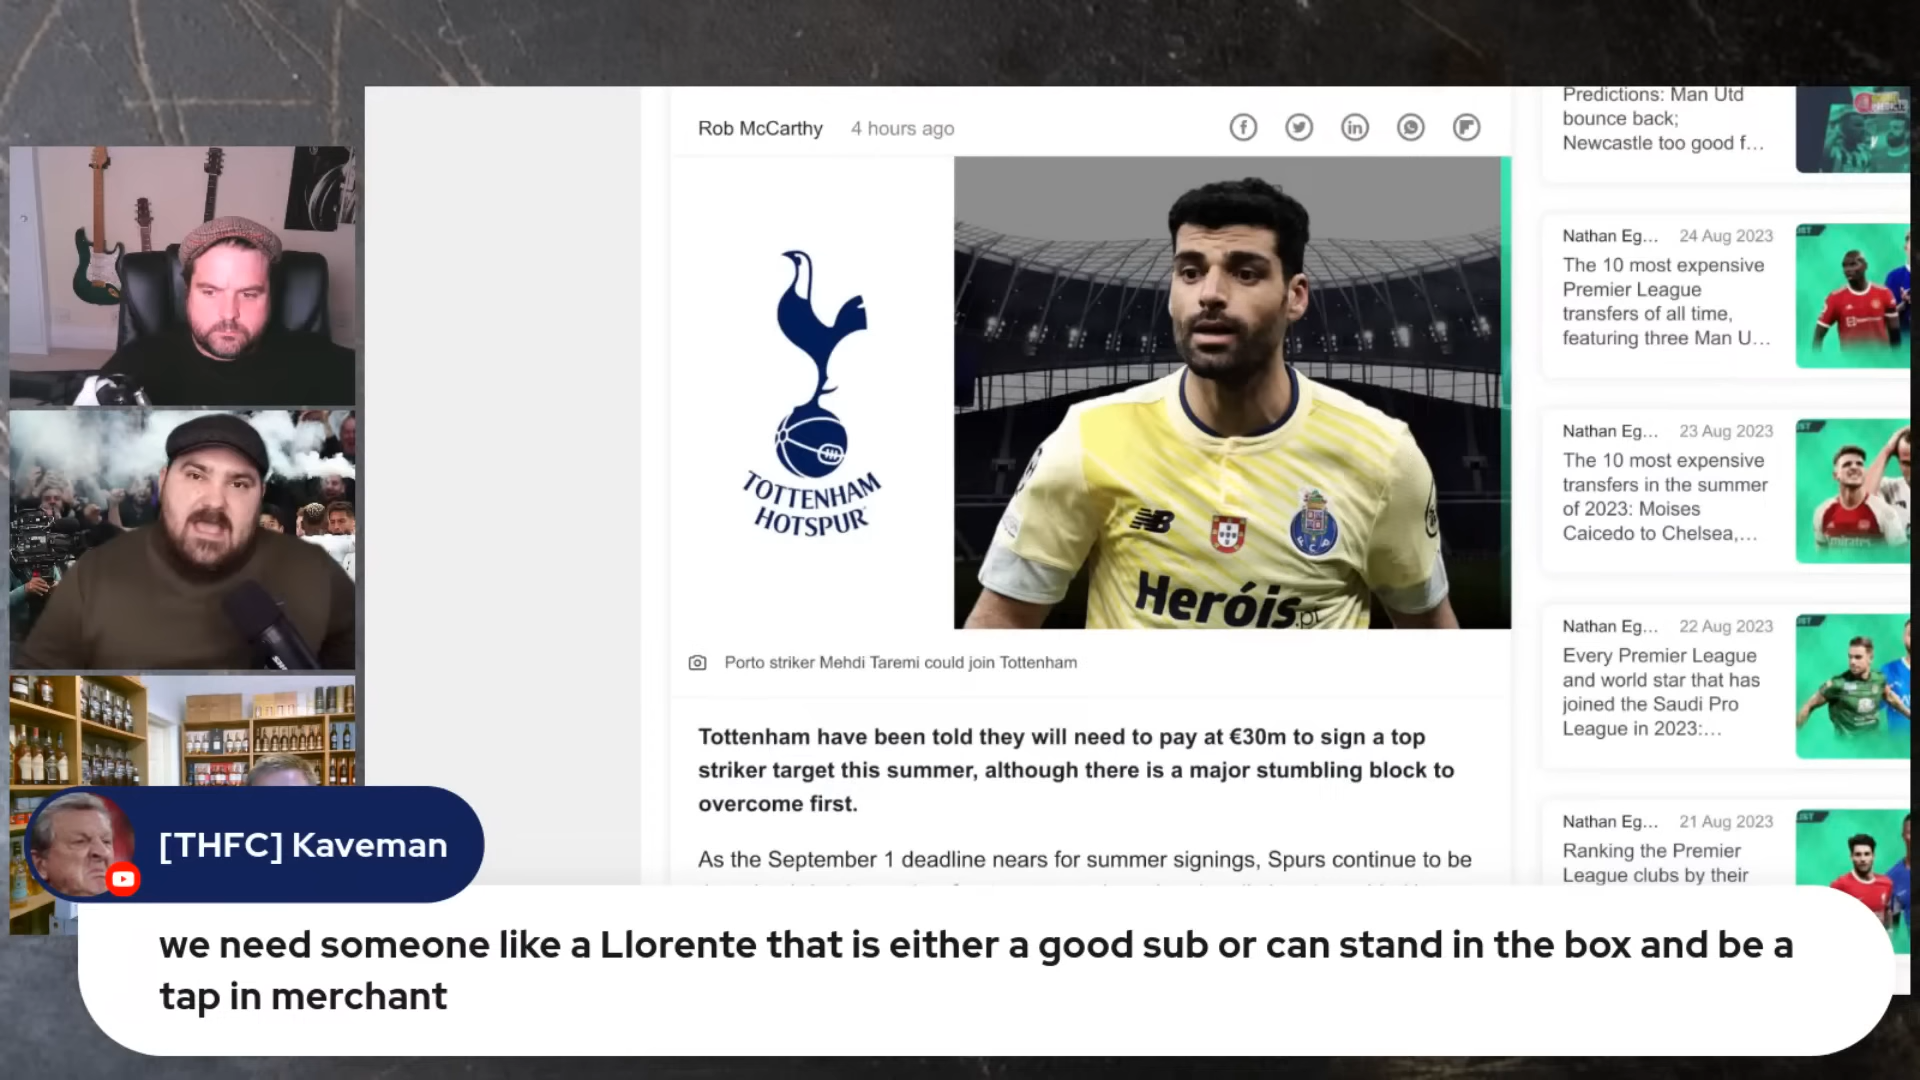 Rob McCarthy 4 hours ago
TOTTENHAM
HOTSPUR
Heróis.pt
Porto striker Mehdi Taremi could join Tottenham
Tottenham have been told they will need to pay at €30m to sign a top
striker target this summer, although there is a major stumbling block to
overcome first.
As the September 1 deadline nears for summer signings, Spurs continue to be
Predictions: Man Utd
bounce back;
Newcastle too good f...
Nathan Eg... 24 Aug 2023
The 10 most expensive
Premier League
transfers of all time,
featuring three Man U...
Nathan Eg... 23 Aug 2023
The 10 most expensive
transfers in the summer
of 2023: Moises
Caicedo to Chelsea,...
Nathan Eg... 22 Aug 2023
Every Premier League
and world star that has
joined the Saudi Pro
League in 2023:...
Nathan Eg... 21 Aug 2023
Ranking the Premier
League clubs by their
[THFC] Kaveman
we need someone like a Llorente that is either a good sub or can stand in the box and be a
tap in merchant